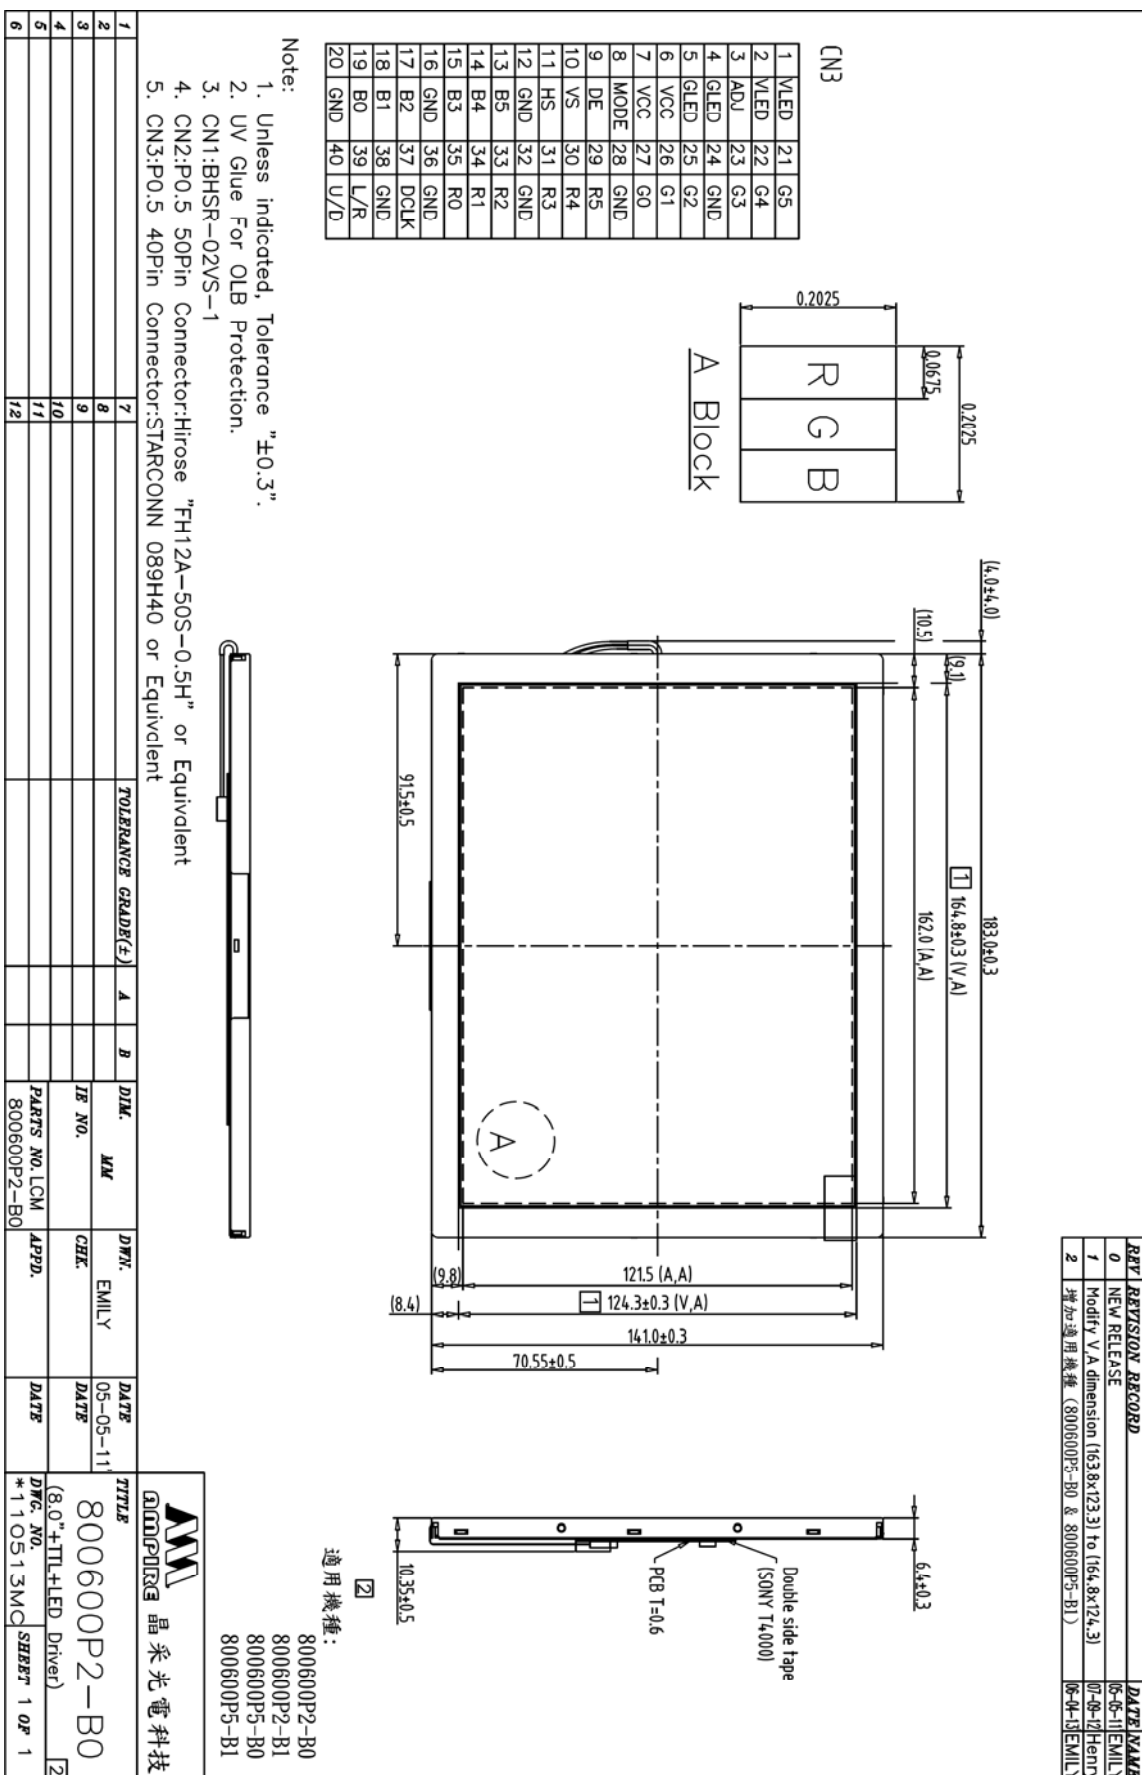 CN3
1 VLED 21 G5
2 VLED 22 G4
3 ADJ 23 G3
4 GLED 24 GND
5 GLED 25 G2
6 VCC 26 G1
7 VCC 27 G0
8 MODE 28 GND
9 DE 29 R5
10 VS 30 R4
11 HS 31 R3
12 GND 32 GND
13 B5 33 R2
14 B4 34 R1
15 B3 35 R0
16 GND 36 GND
17 B2 37 DCLK
18 B1 38 GND
19 B0 39 L/R
20 GND 40 U/D
0.2025
0.0675
0.2025
R G B
A Block
(4.0±4.0)
183.0±0.3
(9.1)
1 164.8±0.3 (V,A)
(10.5)
162.0 (A,A)
91.5±0.5
A
(9.8)
121.5 (A,A)
(8.4)
1 124.3±0.3 (V,A)
141.0±0.3
70.55±0.5
6.4±0.3
Double side tape
(SONY T4000)
PCB T=0.6
10.35±0.5
REV REVISION RECORD DATE NAME
0 NEW RELEASE 05-05-11 EMILY
1 Modify V,A dimension (163.8x123.3) to (164.8x124.3) 07-09-12
2 增加適用機種 (800600P5-B0 & 800600P5-B1) 06-04-13
2
適用機種:
800600P2-B0
800600P2-B1
800600P5-B0
800600P5-B1
Note:
1. Unless indicated, Tolerance "±0.3".
2. UV Glue For OLB Protection.
3. CN1:BHSR-02VS-1
4. CN2:P0.5 50Pin Connector:Hirose "FH12A-50S-0.5H" or Equivalent
5. CN3:P0.5 40Pin Connector:STARCONN 089H40 or Equivalent
1 7 TOLERANCE GRADE(±) A B
2 8
3 9
4 10
5 11
6 12
DIM. MM
IE NO.
PARTS NO. LCM
800600P2-B0
DWN. EMILY DATE 05-05-11
CHK. DATE
APPD. DATE
AMPIRE 晶采光電科技
TITLE
800600P2-B0
(8.0"+TTL+LED Driver) 2
DWG. NO.
*110513MC SHEET 1 OF 1